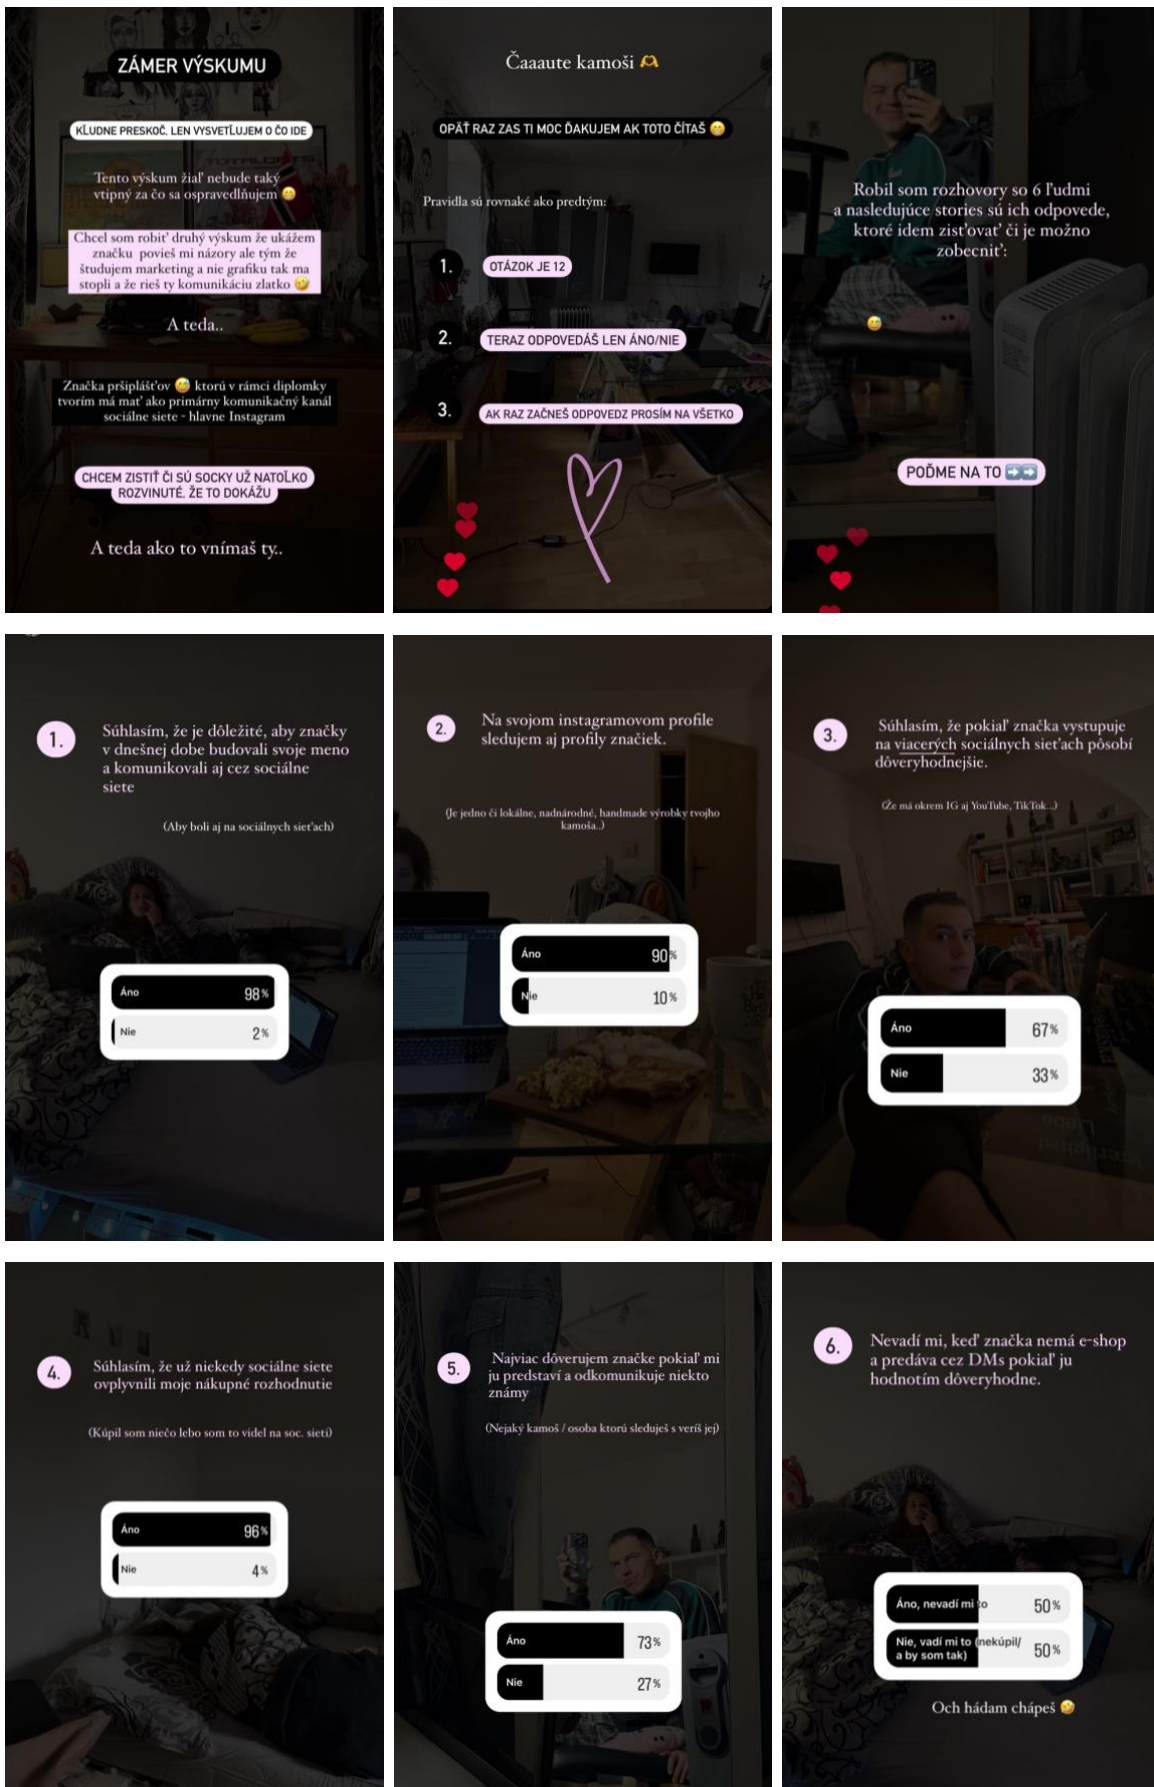 ZÁMER VÝSKUMU
KĽUDNE PRESKOČ, LEN VYSVETĽUJEM O ČO IDE
Tento výskum žiaľ nebude taký
vtipný za čo sa ospravedlňujem 😁
Chcel som robiť druhý výskum že ukážem
značku povieš mi názory ale tým že
študujem marketing a nie grafiku tak ma
stopli a že rieš ty komunikáciu zlatko 🤣
A teda..
Značka pršiplášťov 😅 ktorú v rámci diplomky
tvorím má mať ako primárny komunikačný kanál
sociálne siete - hlavne Instagram
CHCEM ZISTIŤ ČI SÚ SOCKY UŽ NATOĽKO
ROZVINUTÉ, ŽE TO DOKÁŽU
A teda ako to vnímaš ty..
Čaaaute kamoši 🫶
OPÄŤ RAZ ZAS TI MOC ĎAKUJEM AK TOTO ČÍTAŠ 😁
Pravidla sú rovnaké ako predtým:
1. OTÁZOK JE 12
2. TERAZ ODPOVEDÁŠ LEN ÁNO/NIE
3. AK RAZ ZAČNEŠ ODPOVEDZ PROSÍM NA VŠETKO
Robil som rozhovory so 6 ľudmi
a nasledujúce stories sú ich odpovede,
ktoré idem zisťovať či je možno
zobecniť:
😅
POĎME NA TO ➡️➡️
1. Súhlasím, že je dôležité, aby značky
v dnešnej dobe budovali svoje meno
a komunikovali aj cez sociálne
siete
(Aby boli aj na sociálnych sieťach)
Áno 98%
Nie 2%
2. Na svojom instagramovom profile
sledujem aj profily značiek.
(Je jedno či lokálne, nadnárodné, handmade výrobky tvojho
kamoša..)
Áno 90%
Nie 10%
3. Súhlasím, že pokiaľ značka vystupuje
na viacerých sociálnych sieťach pôsobí
dôveryhodnejšie.
(Že má okrem IG aj YouTube, TikTok...)
Áno 67%
Nie 33%
4. Súhlasím, že už niekedy sociálne siete
ovplyvnili moje nákupné rozhodnutie
(Kúpil som niečo lebo som to videl na soc. sieti)
Áno 96%
Nie 4%
5. Najviac dôverujem značke pokiaľ mi
ju predstaví a odkomunikuje niekto
známy
(Nejaký kamoš / osoba ktorú sleduješ s veríš jej)
Áno 73%
Nie 27%
6. Nevadí mi, keď značka nemá e-shop
a predáva cez DMs pokiaľ ju
hodnotím dôveryhodne.
Áno, nevadí mi to 50%
Nie, vadí mi to (nekúpil/
a by som tak) 50%
Och hádam chápeš 🤣